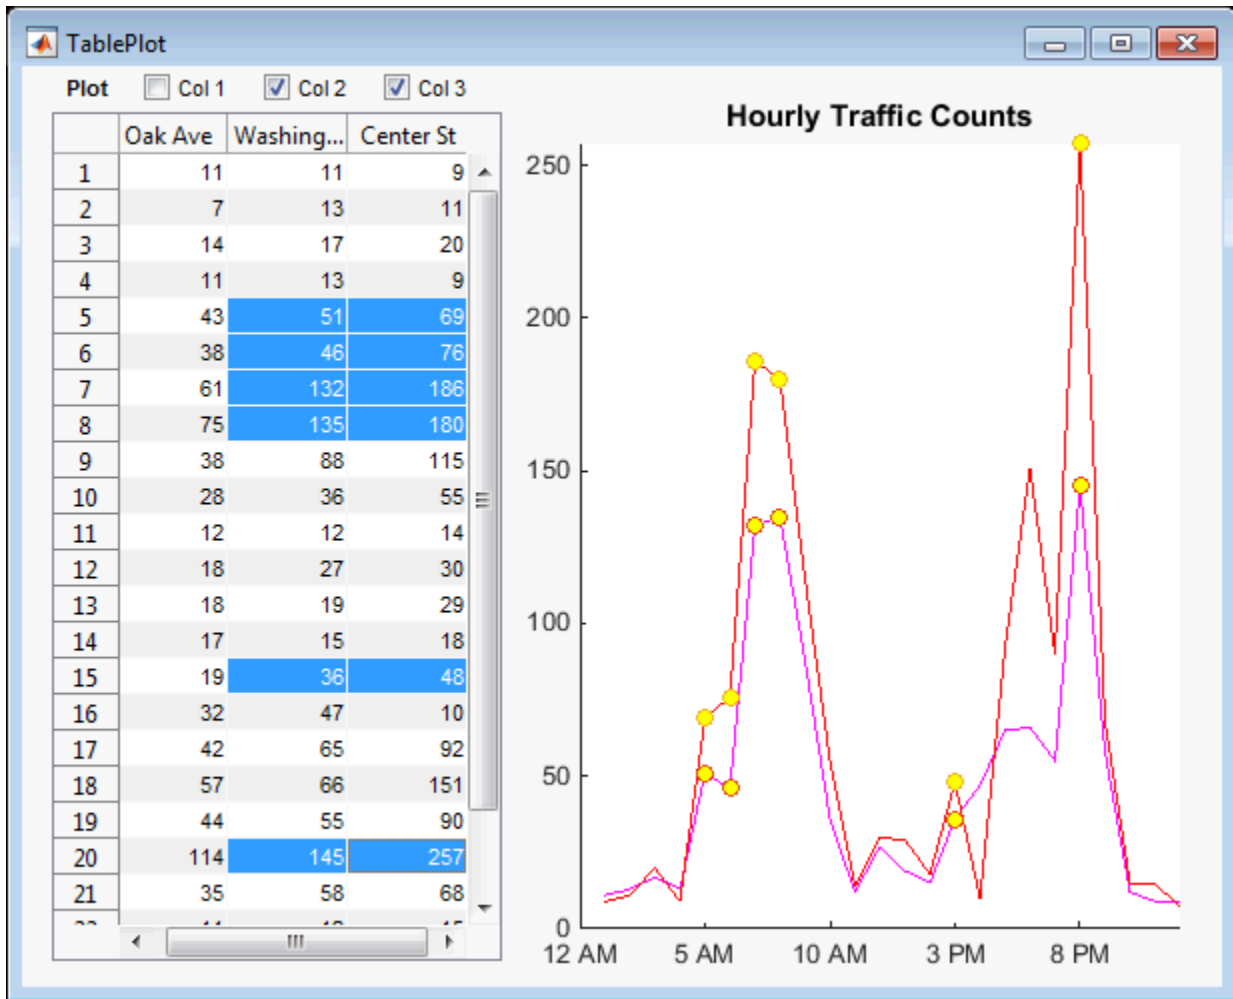 TablePlot
Plot Col 1 Col 2 Col 3
Oak Ave Washing... Center St
1 11 11 9
2 7 13 11
3 14 17 20
4 11 13 9
5 43 51 69
6 38 46 76
7 61 132 186
8 75 135 180
9 38 88 115
10 28 36 55
11 12 12 14
12 18 27 30
13 18 19 29
14 17 15 18
15 19 36 48
16 32 47 10
17 42 65 92
18 57 66 151
19 44 55 90
20 114 145 257
21 35 58 68
Hourly Traffic Counts
250
200
150
100
50
0
12 AM 5 AM 10 AM 3 PM 8 PM